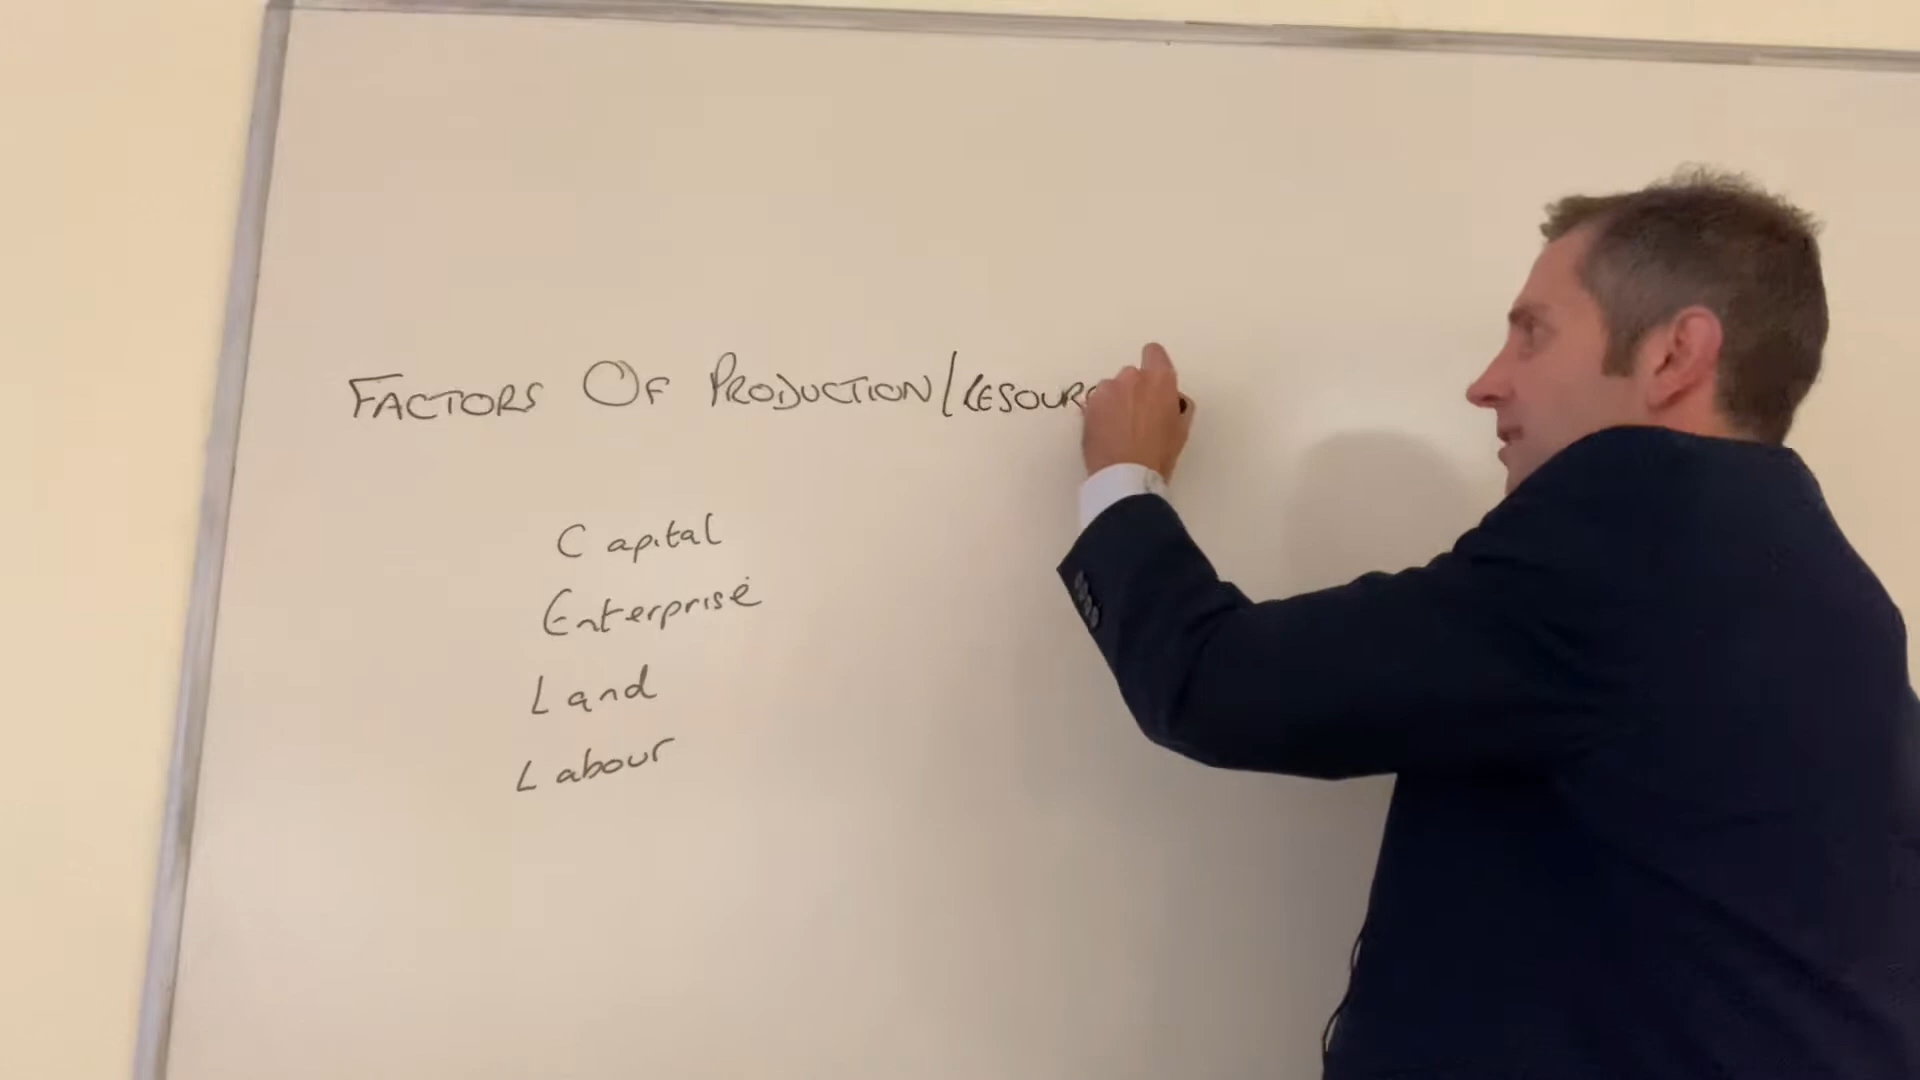 FACTORS OF PRODUCTION/RESOURC
Capital
Enterprise
Land
Labour